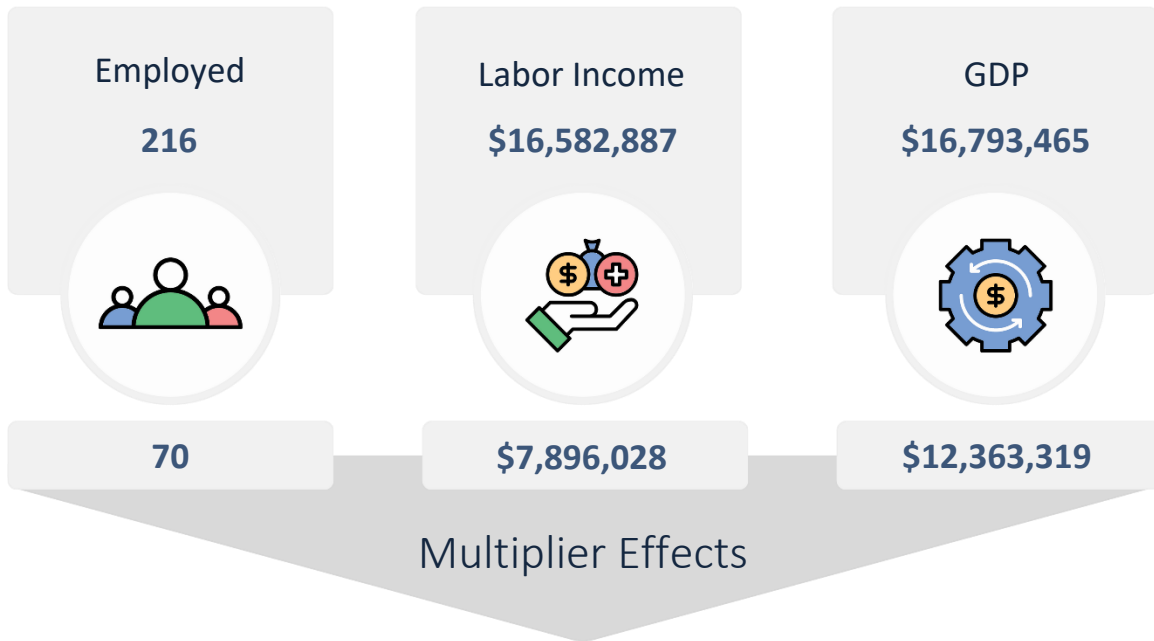 Employed
216
Labor Income
$16,582,887
GDP
$16,793,465
$
$
70
$7,896,028
$12,363,319
Multiplier Effects